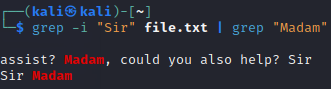 ┌──(kali㉿kali)-[~]
└─$ grep -i "Sir" file.txt | grep "Madam"
assist? Madam, could you also help? Sir
Sir Madam